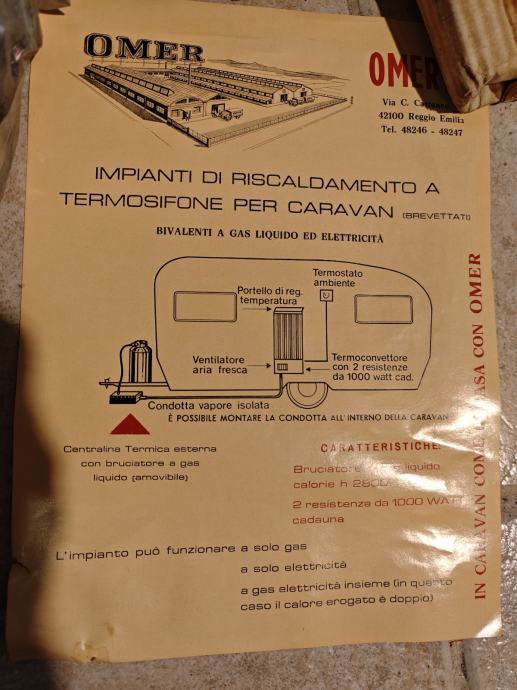 OMER
OMER
Via C.
42100 Reggio Emilia
Tel. 48246 - 48247
IMPIANTI DI RISCALDAMENTO A
TERMOSIFONE PER CARAVAN (BREVETTATI)
BIVALENTI A GAS LIQUIDO ED ELETTRICITÀ
Termostato
ambiente
Portello di reg.
temperatura
Ventilatore
aria fresca
Termoconvettore
con 2 resistenze
da 1000 watt cad.
Condotta vapore isolata
È POSSIBILE MONTARE LA CONDOTTA ALL'INTERNO DELLA CARAVAN
Centralina Termica esterna
con bruciatore a gas
liquido (amovibile)
CARATTERISTICHE:
Bruciatore liquido
calorie h
2 resistenza da 1000 WATT
cadauna
L'impianto puó funzionare a solo gas
a solo elettricità
a gas elettricità insieme (in questo
caso il calore erogato è doppio)
IN CARAVAN COME A CASA CON OMER